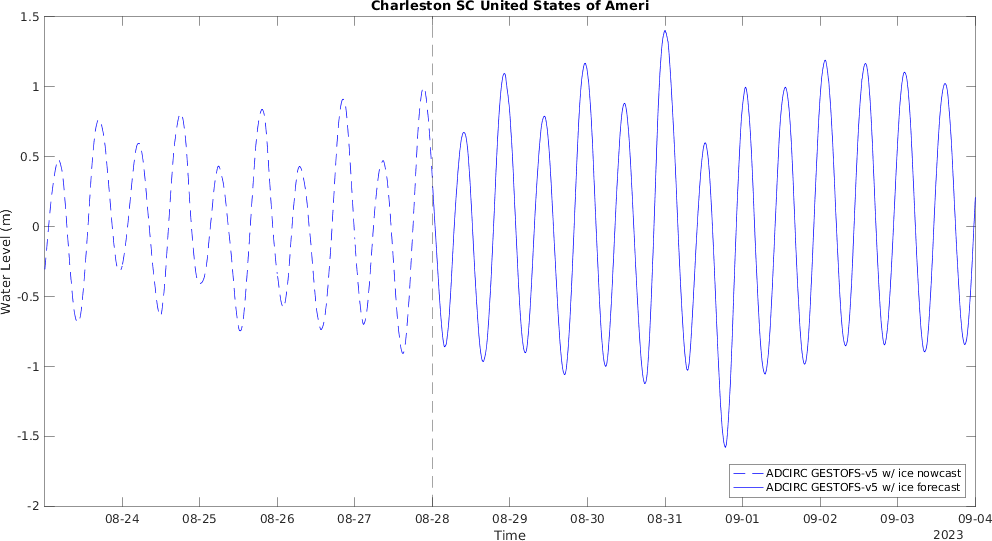 Charleston SC United States of Ameri
1.5
1
0.5
0
-0.5
-1
-1.5
-2
Water Level (m)
ADCIRC GESTOFS-v5 w/ ice nowcast
ADCIRC GESTOFS-v5 w/ ice forecast
08-24 08-25 08-26 08-27 08-28 08-29 08-30 08-31 09-01 09-02 09-03 09-04
Time
2023